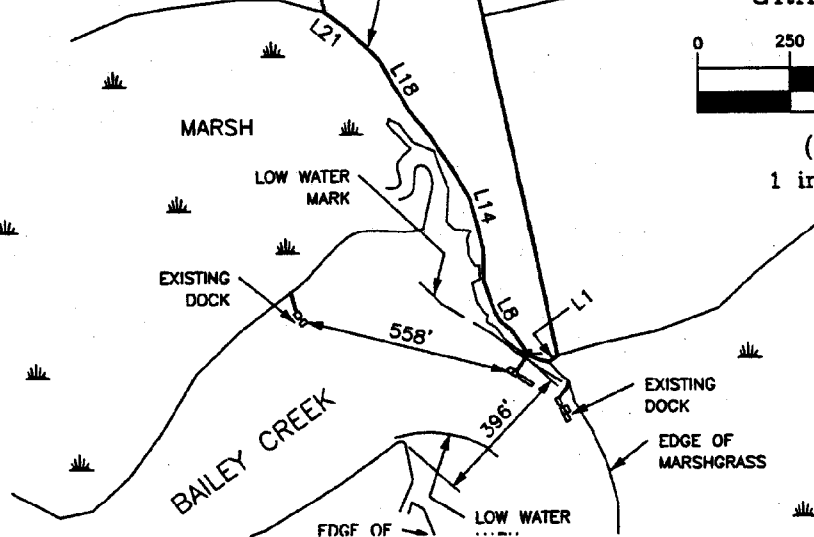 0 250
L21
L18
MARSH
1 in
LOW WATER
MARK
L14
EXISTING
DOCK
L8
L1
558'
EXISTING
DOCK
396'
BAILEY CREEK
EDGE OF
MARSHGRASS
LOW WATER
EDGE OF